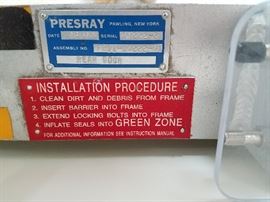 PRESRAY
PAWLING, NEW YORK
DATE SERIAL
ASSEMBLY NO.
REAR DOOR
INSTALLATION PROCEDURE
1. CLEAN DIRT AND DEBRIS FROM FRAME
2. INSERT BARRIER INTO FRAME
3. EXTEND LOCKING BOLTS INTO FRAME
4. INFLATE SEALS INTO GREEN ZONE
FOR ADDITIONAL INFORMATION SEE INSTRUCTION MANUAL